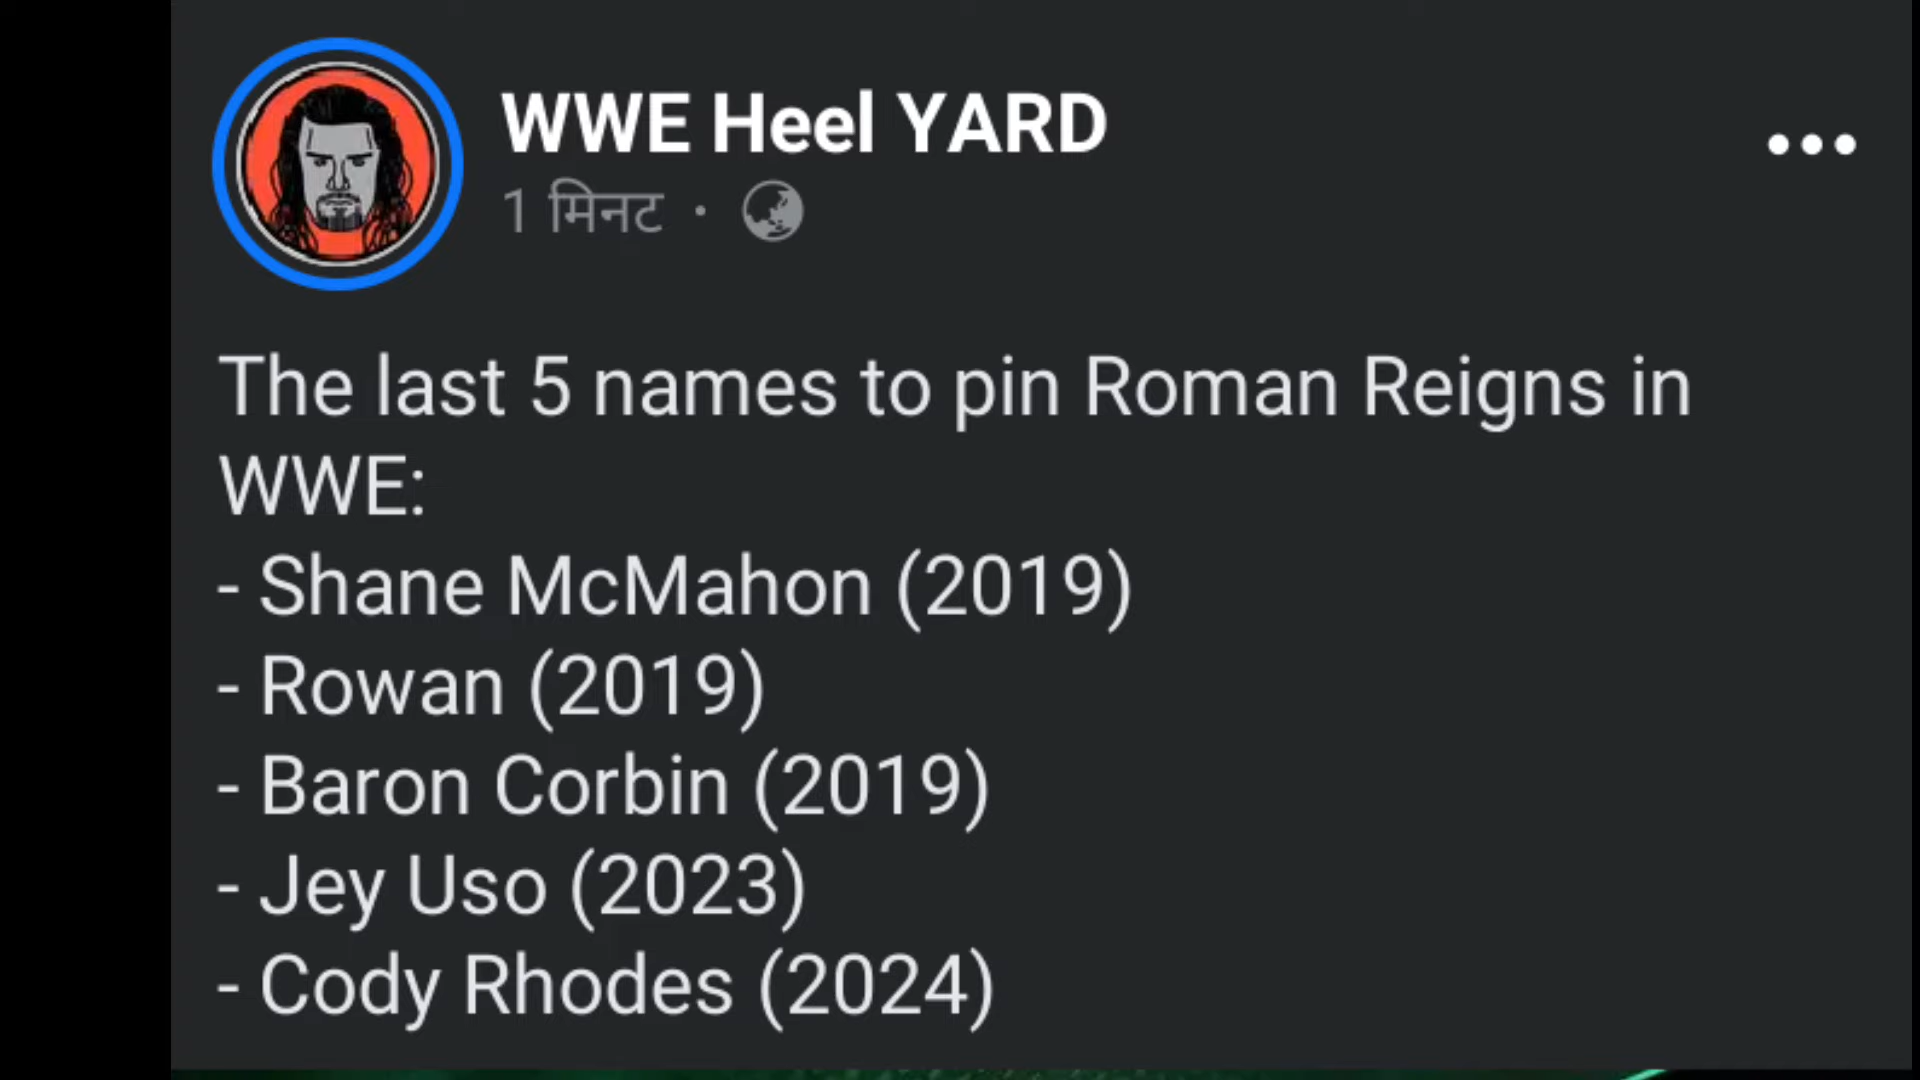 WWE Heel YARD
1 मिनट ·
The last 5 names to pin Roman Reigns in
WWE:
- Shane McMahon (2019)
- Rowan (2019)
- Baron Corbin (2019)
- Jey Uso (2023)
- Cody Rhodes (2024)